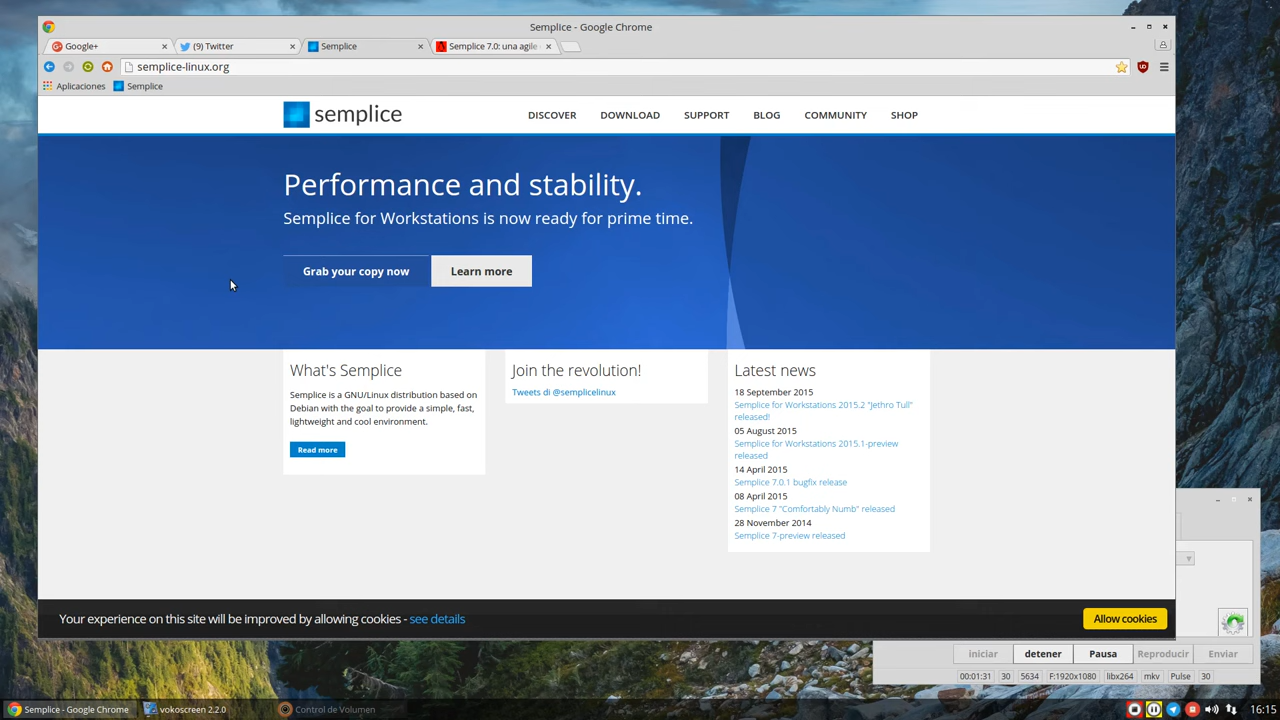 Semplice - Google Chrome
Google+
(9) Twitter
Semplice
Semplice 7.0: una agile
semplice-linux.org
Aplicaciones
Semplice
semplice
DISCOVER
DOWNLOAD
SUPPORT
BLOG
COMMUNITY
SHOP
Performance and stability.
Semplice for Workstations is now ready for prime time.
Grab your copy now
Learn more
What's Semplice
Semplice is a GNU/Linux distribution based on
Debian with the goal to provide a simple, fast,
lightweight and cool environment.
Read more
Join the revolution!
Tweets di @semplicelinux
Latest news
18 September 2015
Semplice for Workstations 2015.2 "Jethro Tull"
released!
05 August 2015
Semplice for Workstations 2015.1-preview
released
14 April 2015
Semplice 7.0.1 bugfix release
08 April 2015
Semplice 7 "Comfortably Numb" released
28 November 2014
Semplice 7-preview released
Your experience on this site will be improved by allowing cookies - see details
Allow cookies
iniciar
detener
Pausa
Reproducir
Enviar
00:01:31
30
5634
F:1920x1080
libx264
mkv
Pulse
30
Semplice - Google Chrome
vokoscreen 2.2.0
Control de Volumen
16:15